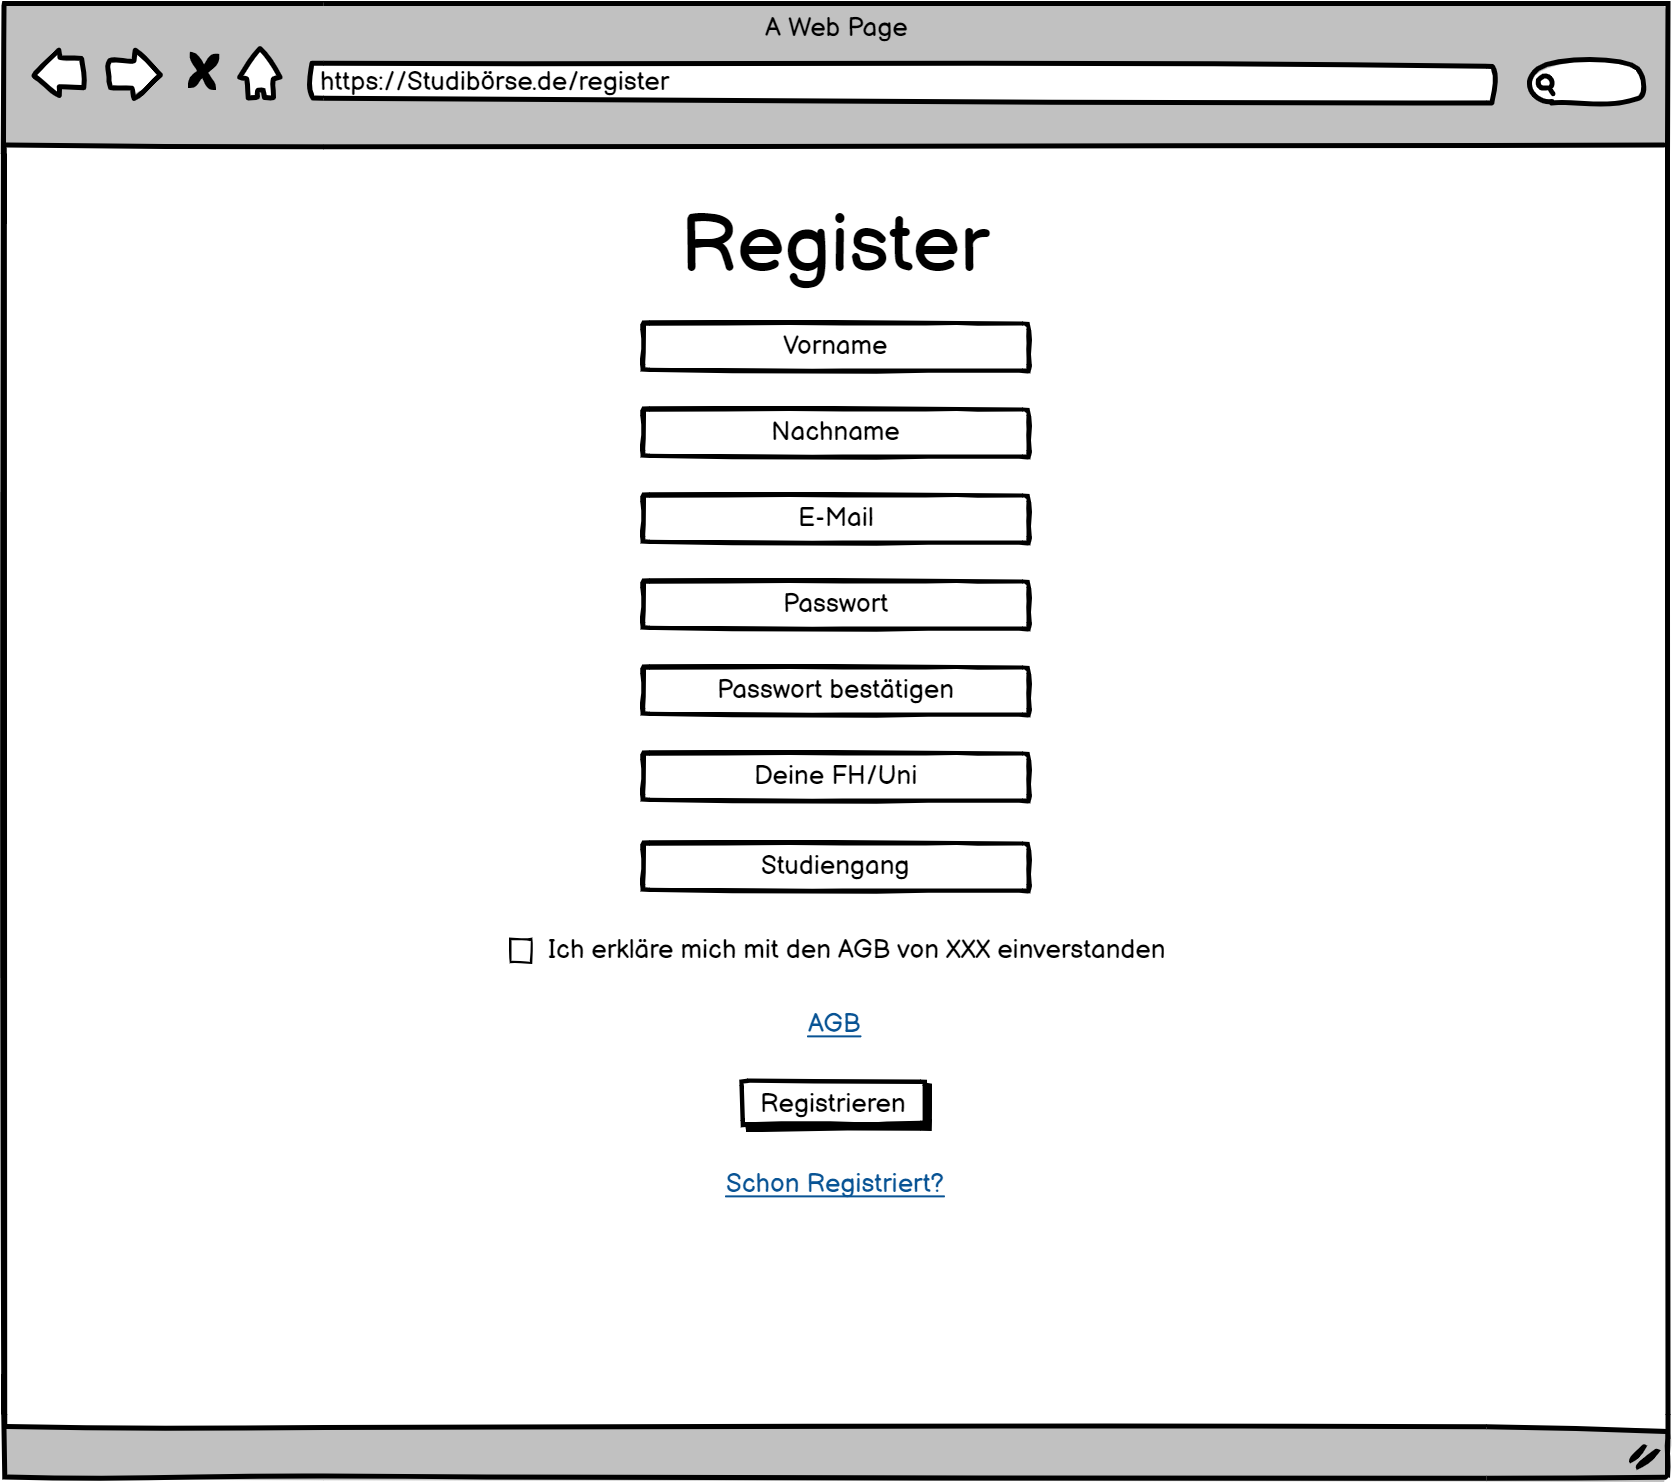 A Web Page
https://Studibörse.de/register
Register
Vorname
Nachname
E-Mail
Passwort
Passwort bestätigen
Deine FH/Uni
Studiengang
Ich erkläre mich mit den AGB von XXX einverstanden
AGB
Registrieren
Schon Registriert?